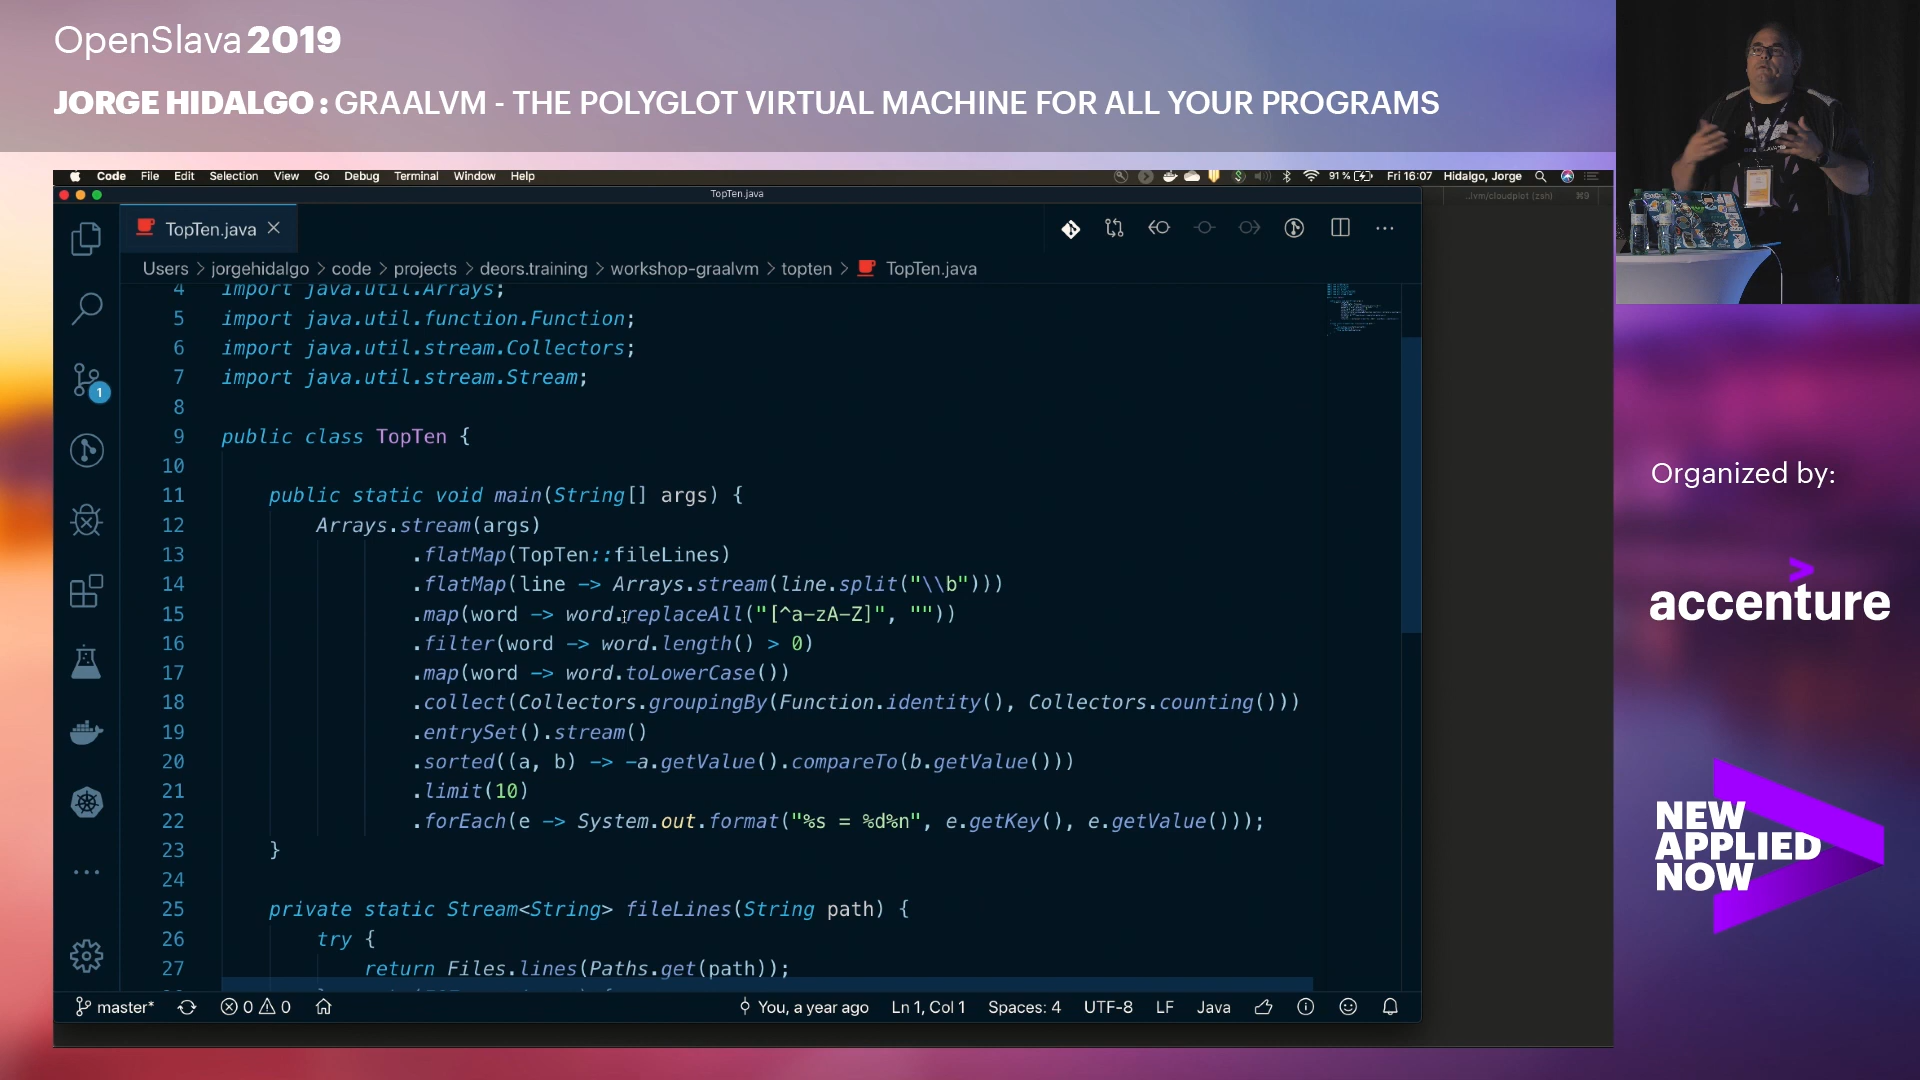 OpenSlava 2019
JORGE HIDALGO : GRAALVM - THE POLYGLOT VIRTUAL MACHINE FOR ALL YOUR PROGRAMS
Code File Edit Selection View Go Debug Terminal Window Help 91% Fri 16:07 Hidalgo, Jorge
TopTen.java
..lvm/cloudplot (zsh) ⌘9
TopTen.java
Users > jorgehidalgo > code > projects > deors.training > workshop-graalvm > topten > TopTen.java
4 import java.util.Arrays;
5 import java.util.function.Function;
6 import java.util.stream.Collectors;
7 import java.util.stream.Stream;
8
9 public class TopTen {
10
11 public static void main(String[] args) {
12 Arrays.stream(args)
13 .flatMap(TopTen::fileLines)
14 .flatMap(line -> Arrays.stream(line.split("\\b")))
15 .map(word -> word.replaceAll("[^a-zA-Z]", ""))
16 .filter(word -> word.length() > 0)
17 .map(word -> word.toLowerCase())
18 .collect(Collectors.groupingBy(Function.identity(), Collectors.counting()))
19 .entrySet().stream()
20 .sorted((a, b) -> -a.getValue().compareTo(b.getValue()))
21 .limit(10)
22 .forEach(e -> System.out.format("%s = %d%n", e.getKey(), e.getValue()));
23 }
24
25 private static Stream<String> fileLines(String path) {
26 try {
27 return Files.lines(Paths.get(path));
1
master* 0 0 You, a year ago Ln 1, Col 1 Spaces: 4 UTF-8 LF Java
Organized by:
accenture
NEW
APPLIED
NOW